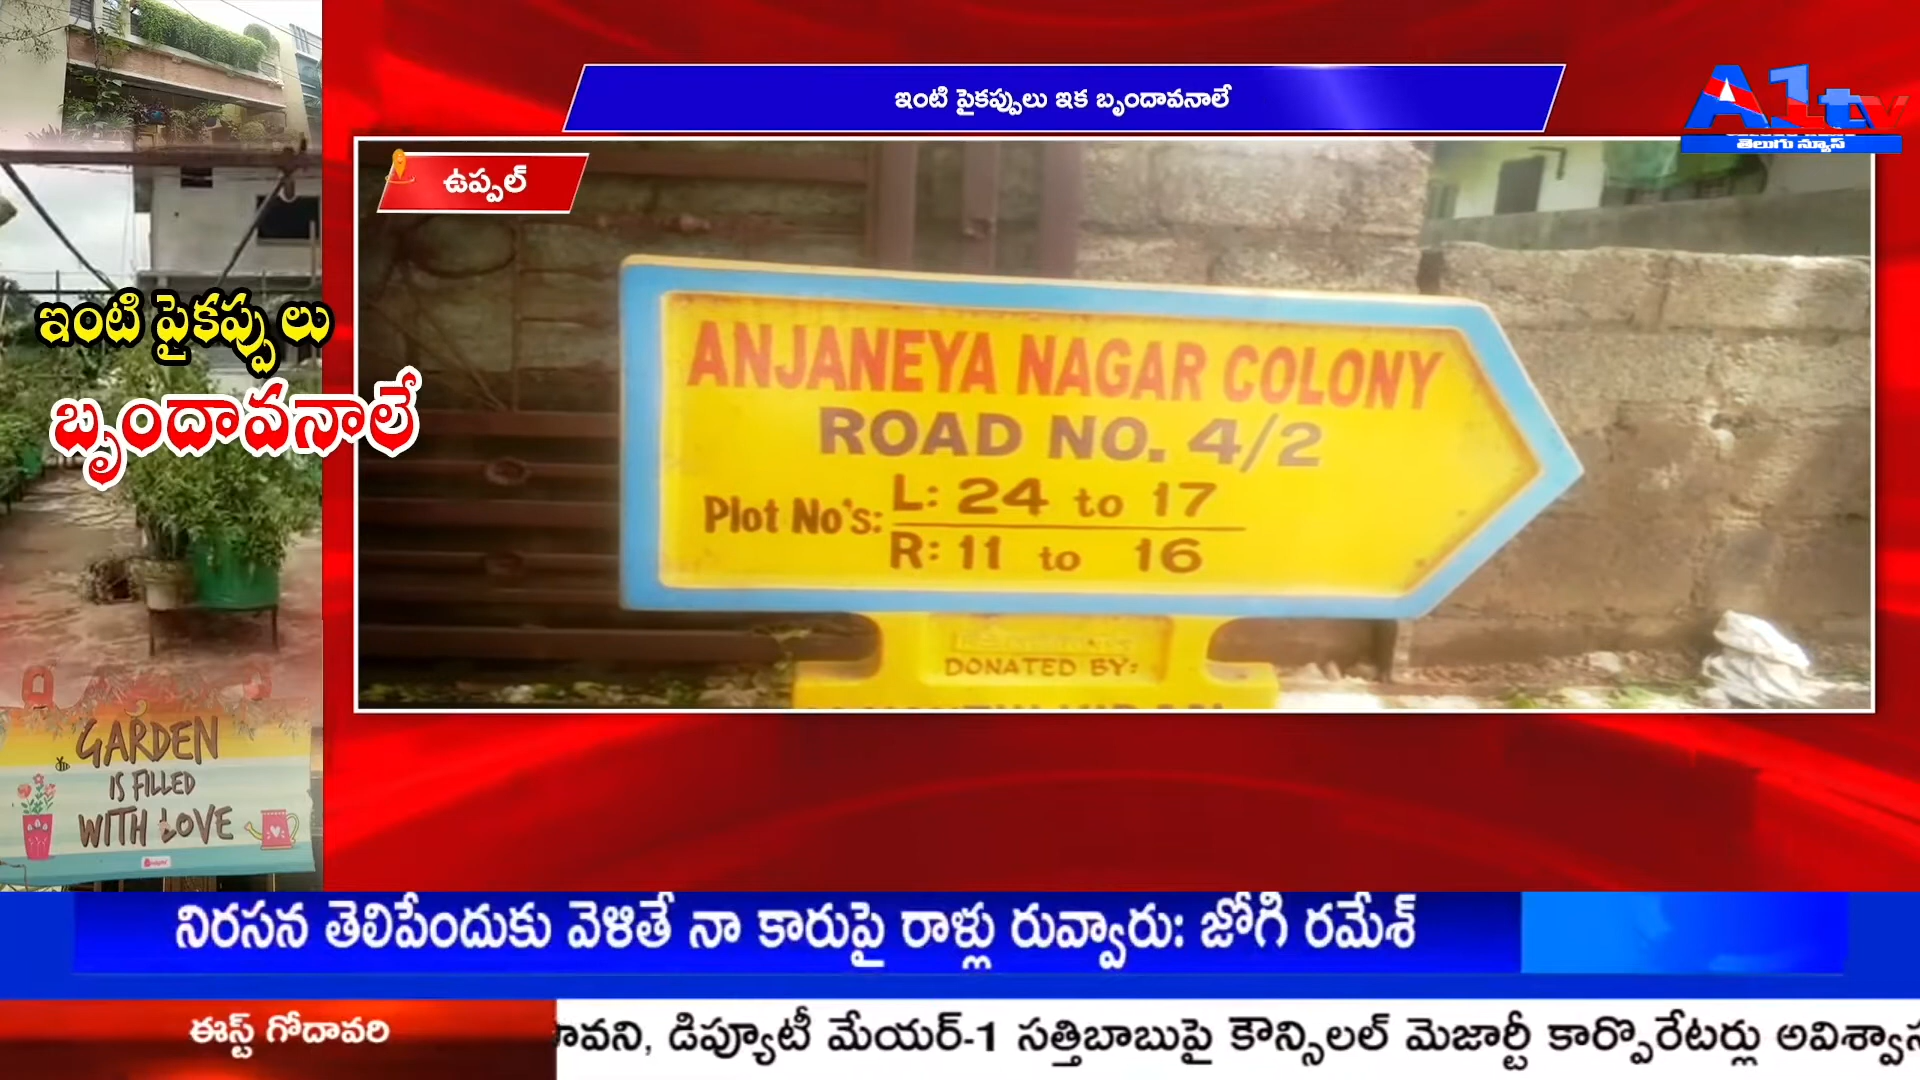 ఇంటి పైకప్పులు ఇక బృందావనాలే
A1tv
తెలుగు న్యూస్
ఉప్పల్
ఇంటి పైకప్పులు
బృందావనాలే
ANJANEYA NAGAR COLONY
ROAD NO. 4/2
Plot No's: L: 24 to 17
R: 11 to 16
DONATED BY:
GARDEN
IS FILLED
WITH LOVE
నిరసన తెలిపేందుకు వెళితే నా కారుపై రాళ్లు రువ్వారు: జోగి రమేశ్
ఈస్ట్ గోదావరి
డిప్యూటీ మేయర్-1 సత్తిబాబుపై కౌన్సిలల్ మెజార్టీ కార్పొరేటర్లు